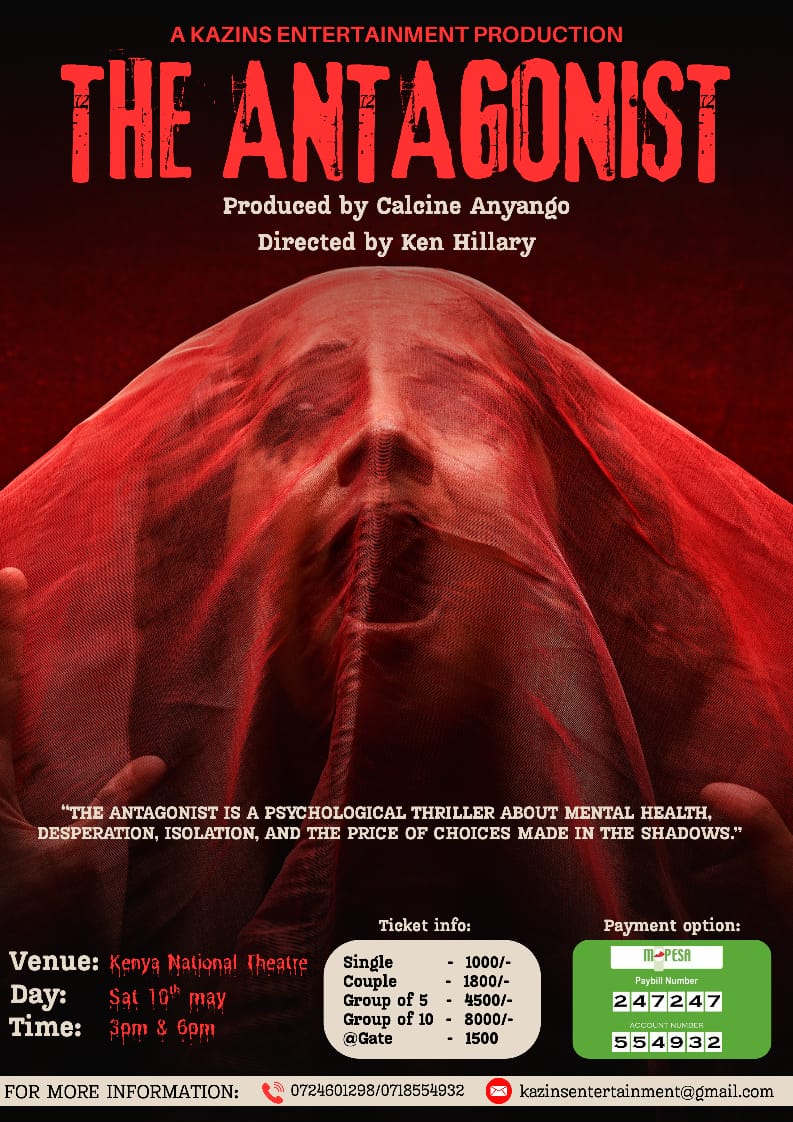 A KAZINS ENTERTAINMENT PRODUCTION
THE ANTAGONIST
Produced by Calcine Anyango
Directed by Ken Hillary
“THE ANTAGONIST IS A PSYCHOLOGICAL THRILLER ABOUT MENTAL HEALTH,
DESPERATION, ISOLATION, AND THE PRICE OF CHOICES MADE IN THE SHADOWS.”
Venue: Kenya National Theatre
Day: Sat 10th may
Time: 3pm & 6pm
Ticket info:
Single - 1000/-
Couple - 1800/-
Group of 5 - 4500/-
Group of 10 - 8000/-
@Gate - 1500
Payment option:
M-PESA
Paybill Number
247247
ACCOUNT NUMBER
554932
FOR MORE INFORMATION: 0724601298/0718554932 kazinsentertainment@gmail.com